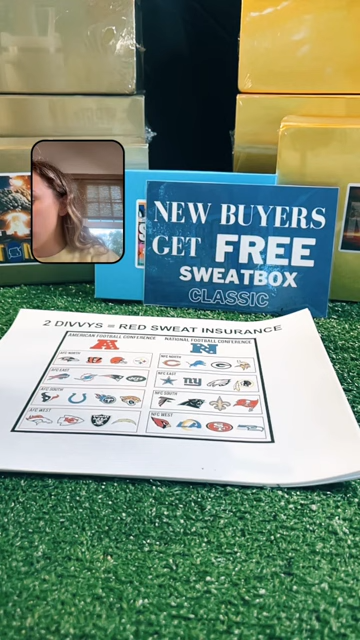 NEW BUYERS
GET FREE
SWEATBOX
CLASSIC
2 DIVVYS = RED SWEAT INSURANCE
AMERICAN FOOTBALL CONFERENCE
NATIONAL FOOTBALL CONFERENCE
AFC NORTH
NFC NORTH
AFC EAST
NFC EAST
AFC SOUTH
NFC SOUTH
AFC WEST
NFC WEST